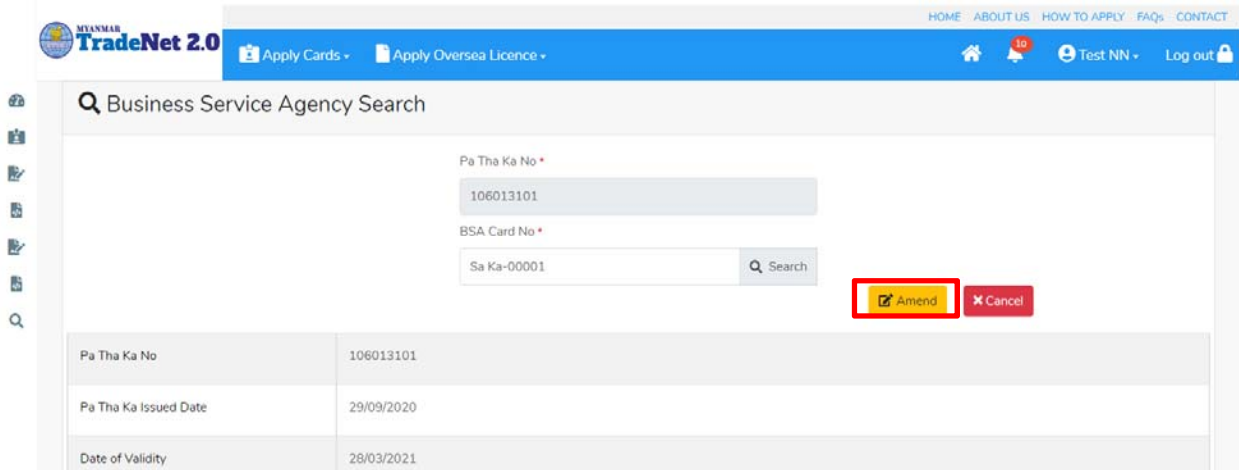 HOME ABOUT US HOW TO APPLY FAQs CONTACT
MYANMAR
TradeNet 2.0
Apply Cards
Apply Oversea Licence
10
Test NN
Log out
Business Service Agency Search
Pa Tha Ka No *
106013101
BSA Card No *
Sa Ka-00001
Search
Amend
Cancel
Pa Tha Ka No 106013101
Pa Tha Ka Issued Date 29/09/2020
Date of Validity 28/03/2021